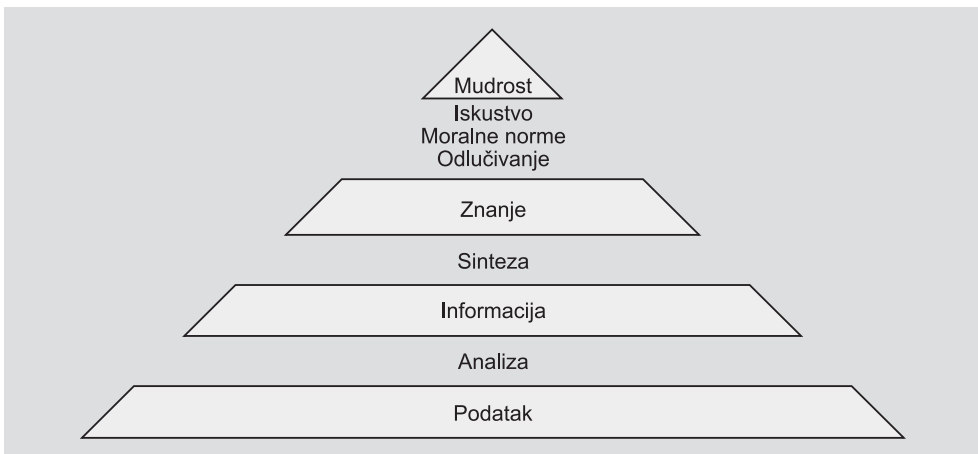 Mudrost
Iskustvo
Moralne norme
Odlučivanje
Znanje
Sinteza
Informacija
Analiza
Podatak